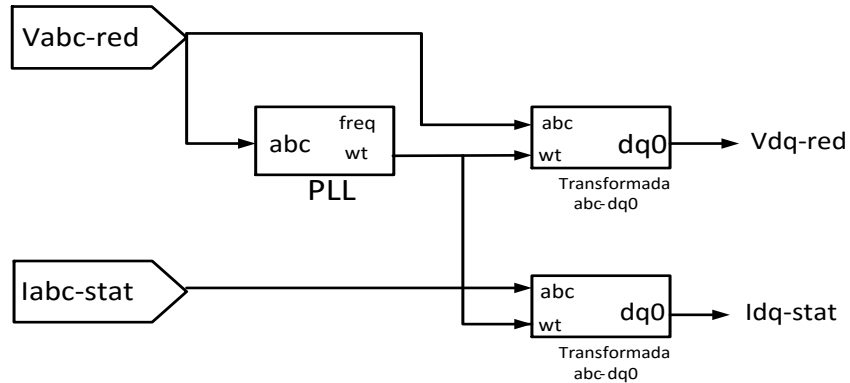 Vabc-red
abc
freq
wt
PLL
abc
wt
dq0
Transformada
abc-dq0
Vdq-red
Iabc-stat
abc
wt
dq0
Transformada
abc-dq0
Idq-stat